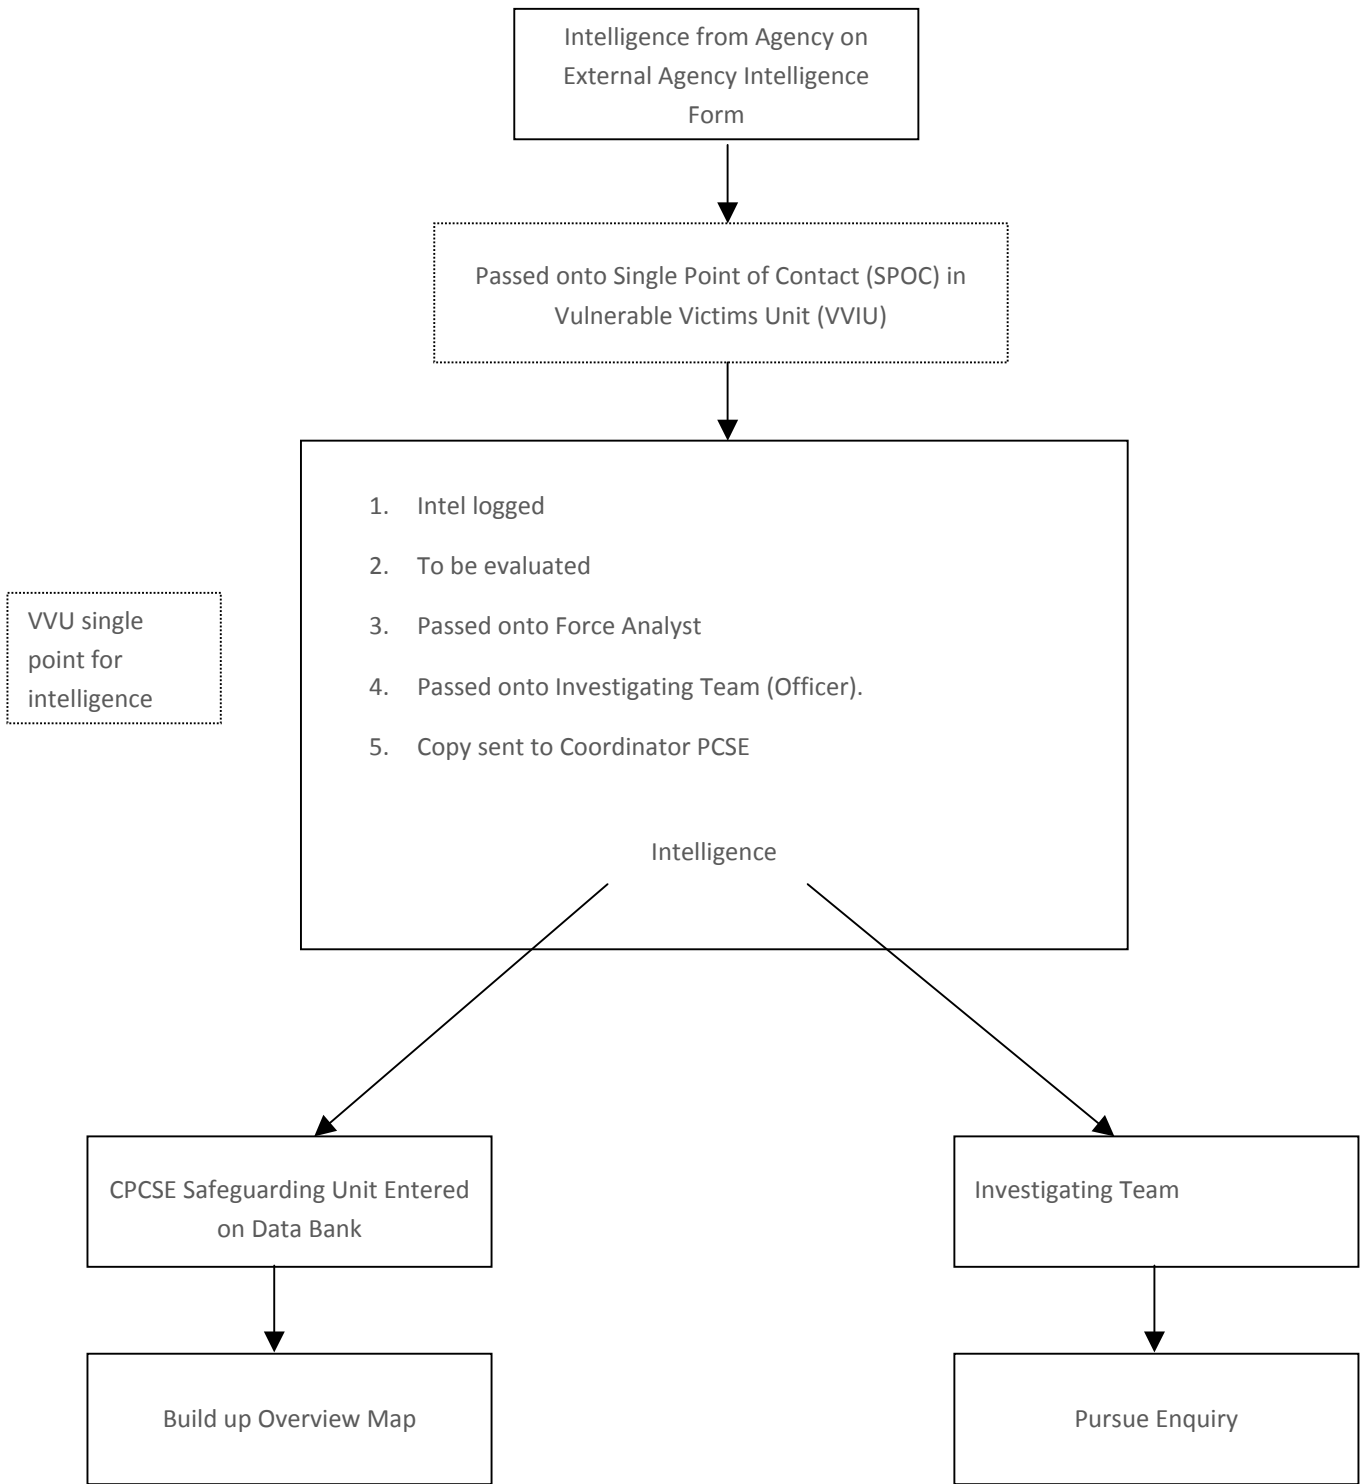 Intelligence from Agency on
External Agency Intelligence
Form
Passed onto Single Point of Contact (SPOC) in
Vulnerable Victims Unit (VVIU)
1. Intel logged
2. To be evaluated
3. Passed onto Force Analyst
4. Passed onto Investigating Team (Officer).
5. Copy sent to Coordinator PCSE
Intelligence
VVU single
point for
intelligence
CPCSE Safeguarding Unit Entered
on Data Bank
Investigating Team
Build up Overview Map
Pursue Enquiry